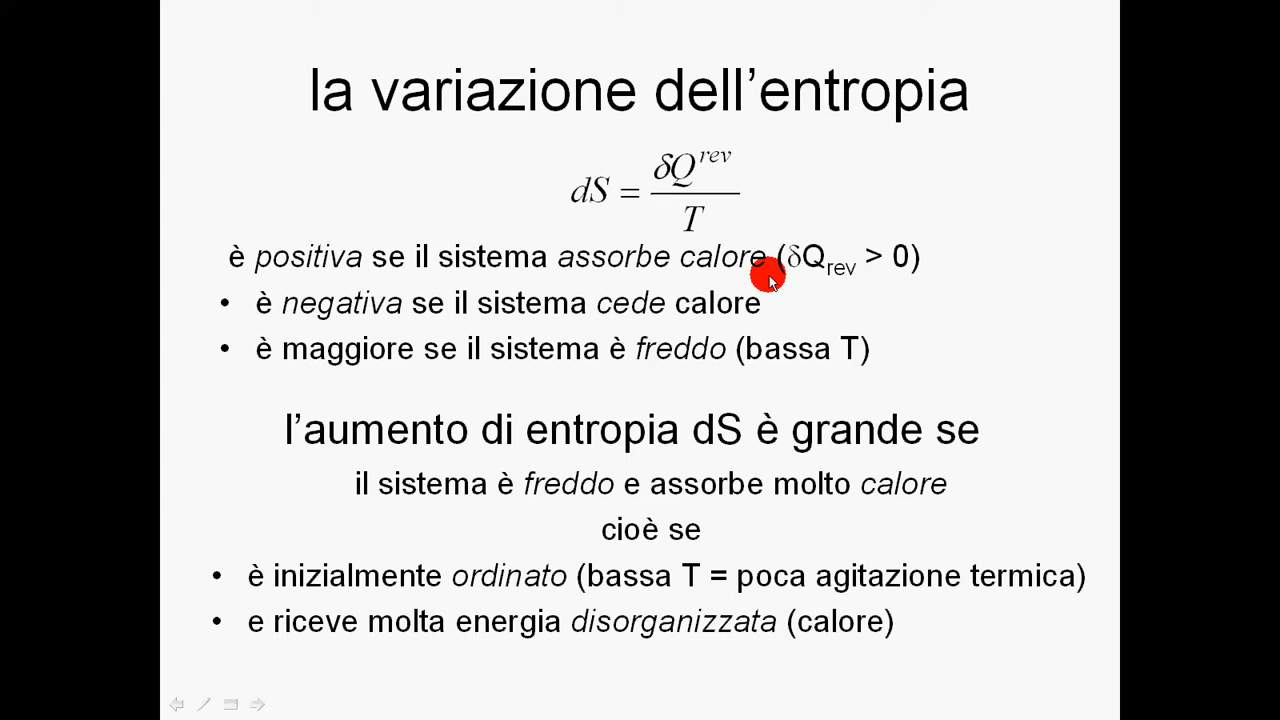 la variazione dell’entropia
dS = δQ^rev / T
è positiva se il sistema assorbe calore (δQ_rev > 0)
• è negativa se il sistema cede calore
• è maggiore se il sistema è freddo (bassa T)
l’aumento di entropia dS è grande se
il sistema è freddo e assorbe molto calore
cioè se
• è inizialmente ordinato (bassa T = poca agitazione termica)
• e riceve molta energia disorganizzata (calore)